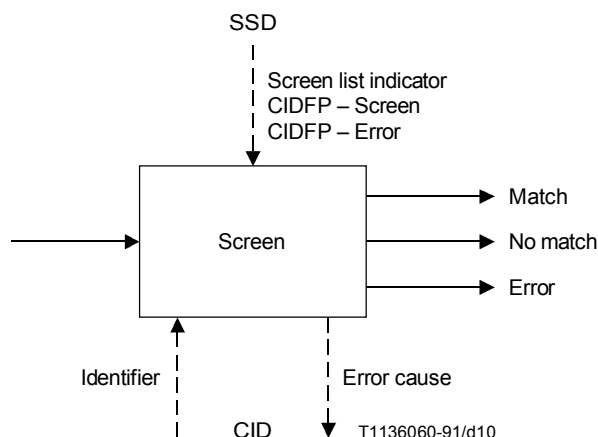 SSD
Screen list indicator
CIDFP – Screen
CIDFP – Error
Match
Screen
No match
Error
Identifier
Error cause
CID
T1136060-91/d10